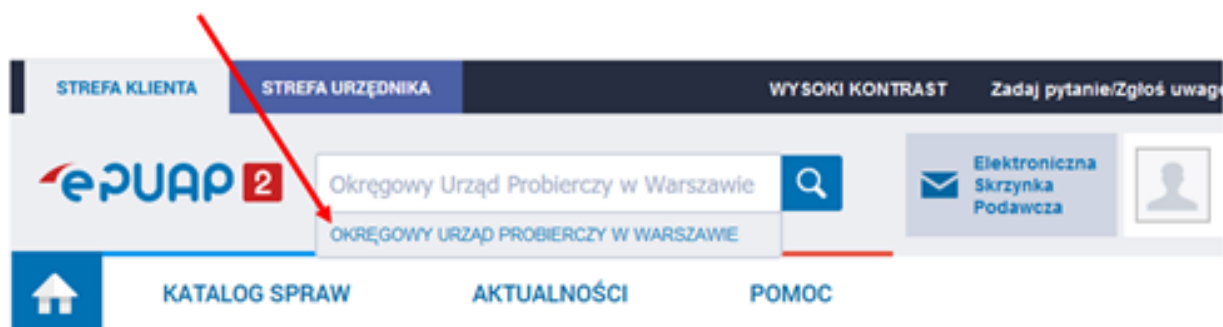 STREFA KLIENTA STREFA URZĘDNIKA WYSOKI KONTRAST Zadaj pytanie/Zgłoś uwagę
ePUAP 2
Okręgowy Urząd Probierczy w Warszawie
OKRĘGOWY URZĄD PROBIERCZY W WARSZAWIE
Elektroniczna
Skrzynka
Podawcza
KATALOG SPRAW AKTUALNOŚCI POMOC